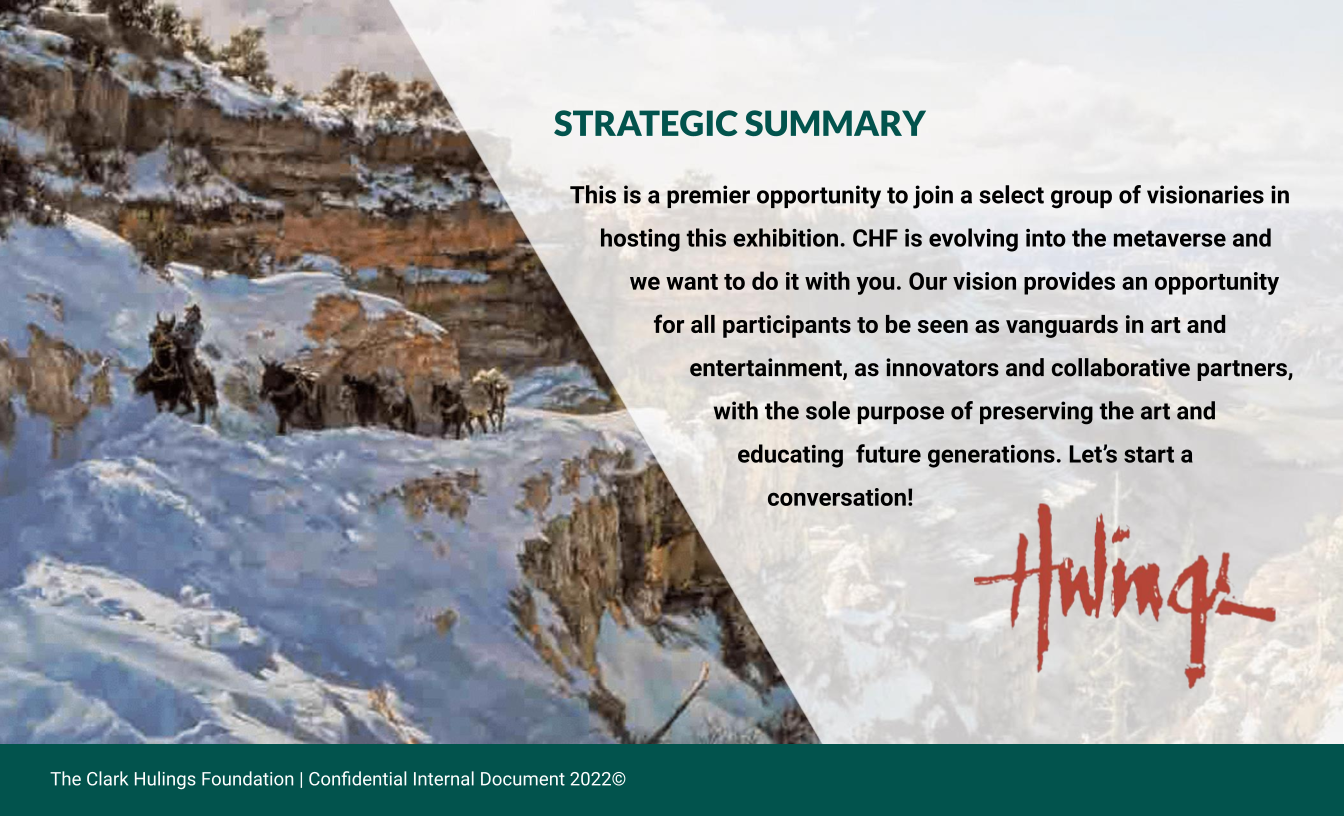 STRATEGIC SUMMARY
This is a premier opportunity to join a select group of visionaries in
hosting this exhibition. CHF is evolving into the metaverse and
we want to do it with you. Our vision provides an opportunity
for all participants to be seen as vanguards in art and
entertainment, as innovators and collaborative partners,
with the sole purpose of preserving the art and
educating  future generations. Let’s start a
conversation!
Hulings
The Clark Hulings Foundation | Confidential Internal Document 2022©